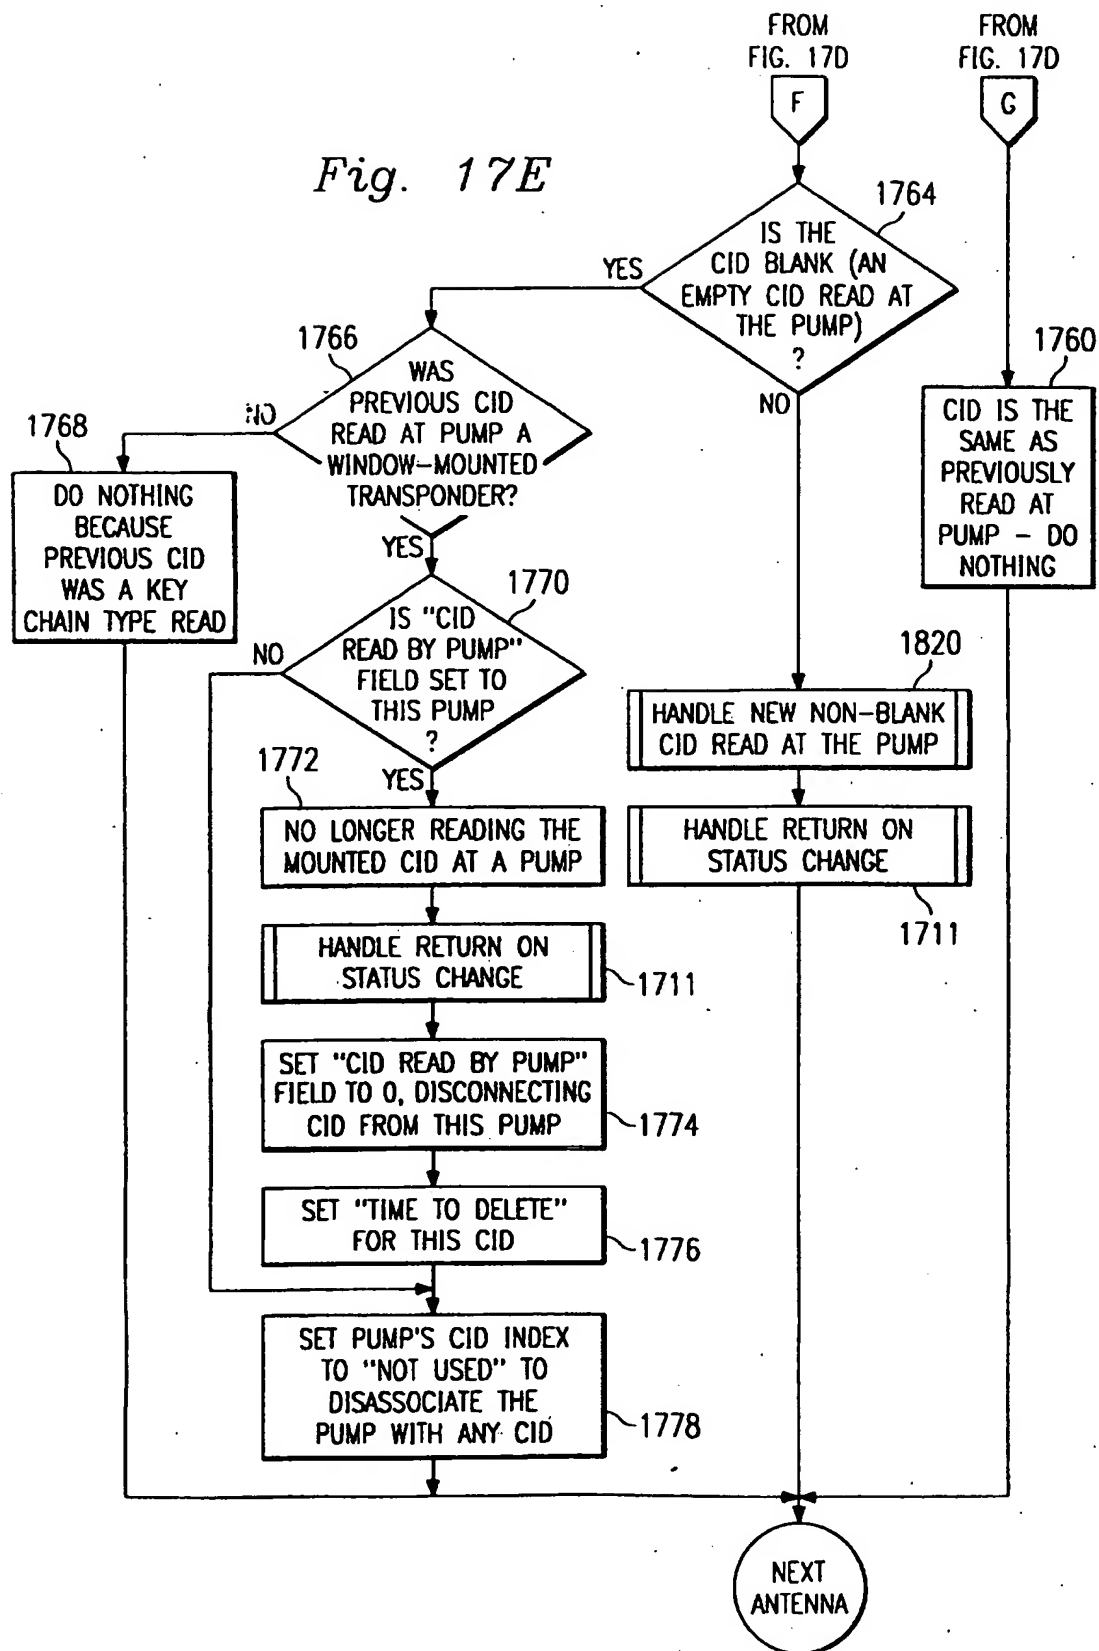 FROM
FIG. 17D
F
FROM
FIG. 17D
G
Fig. 17E
1764
IS THE
CID BLANK (AN
EMPTY CID READ AT
THE PUMP)
?
YES
NO
1766
WAS
PREVIOUS CID
READ AT PUMP A
WINDOW-MOUNTED
TRANSPONDER?
NO
YES
1760
CID IS THE
SAME AS
PREVIOUSLY
READ AT
PUMP - DO
NOTHING
1768
DO NOTHING
BECAUSE
PREVIOUS CID
WAS A KEY
CHAIN TYPE READ
1770
IS "CID
READ BY PUMP"
FIELD SET TO
THIS PUMP
?
NO
YES
1820
HANDLE NEW NON-BLANK
CID READ AT THE PUMP
1772
NO LONGER READING THE
MOUNTED CID AT A PUMP
HANDLE RETURN ON
STATUS CHANGE
1711
HANDLE RETURN ON
STATUS CHANGE
1711
SET "CID READ BY PUMP"
FIELD TO 0, DISCONNECTING
CID FROM THIS PUMP
1774
SET "TIME TO DELETE"
FOR THIS CID
1776
SET PUMP'S CID INDEX
TO "NOT USED" TO
DISASSOCIATE THE
PUMP WITH ANY CID
1778
NEXT
ANTENNA